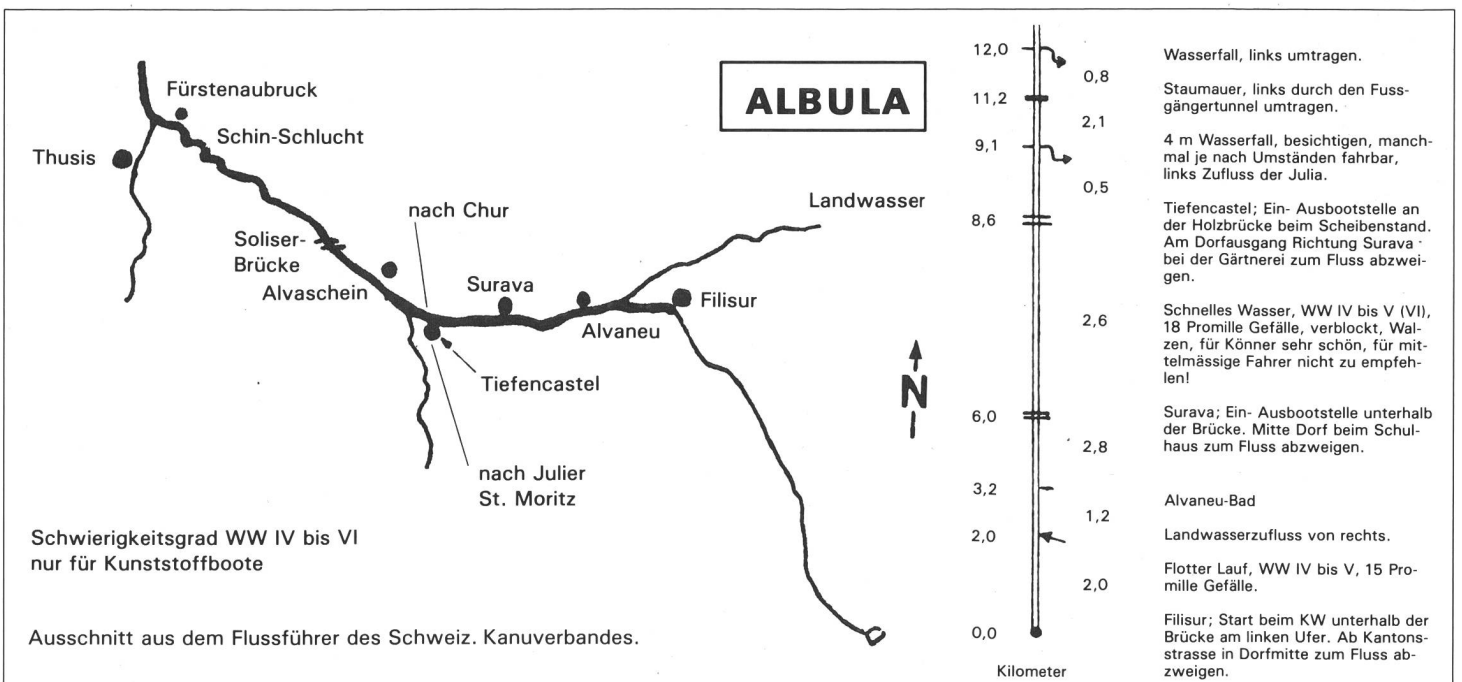 ALBULA
Fürstenaubruck
Schin-Schlucht
Thusis
nach Chur
Landwasser
Soliser-
Brücke
Surava
Filisur
Alvaschein
Alvaneu
Tiefencastel
N
nach Julier
St. Moritz
Schwierigkeitsgrad WW IV bis VI
nur für Kunststoffboote
Ausschnitt aus dem Flussführer des Schweiz. Kanuverbandes.
12,0
0,8
11,2
2,1
9,1
0,5
8,6
2,6
6,0
2,8
3,2
1,2
2,0
2,0
0,0
Kilometer
Wasserfall, links umtragen.
Staumauer, links durch den Fuss-
gängertunnel umtragen.
4 m Wasserfall, besichtigen, manch-
mal je nach Umständen fahrbar,
links Zufluss der Julia.
Tiefencastel; Ein- Ausbootstelle an
der Holzbrücke beim Scheibenstand.
Am Dorfausgang Richtung Surava
bei der Gärtnerei zum Fluss abzwei-
gen.
Schnelles Wasser, WW IV bis V (VI),
18 Promille Gefälle, verblockt, Wal-
zen, für Könner sehr schön, für mit-
telmässige Fahrer nicht zu empfeh-
len!
Surava; Ein- Ausbootstelle unterhalb
der Brücke. Mitte Dorf beim Schul-
haus zum Fluss abzweigen.
Alvaneu-Bad
Landwasserzufluss von rechts.
Flotter Lauf, WW IV bis V, 15 Pro-
mille Gefälle.
Filisur; Start beim KW unterhalb der
Brücke am linken Ufer. Ab Kantons-
strasse in Dorfmitte zum Fluss ab-
zweigen.